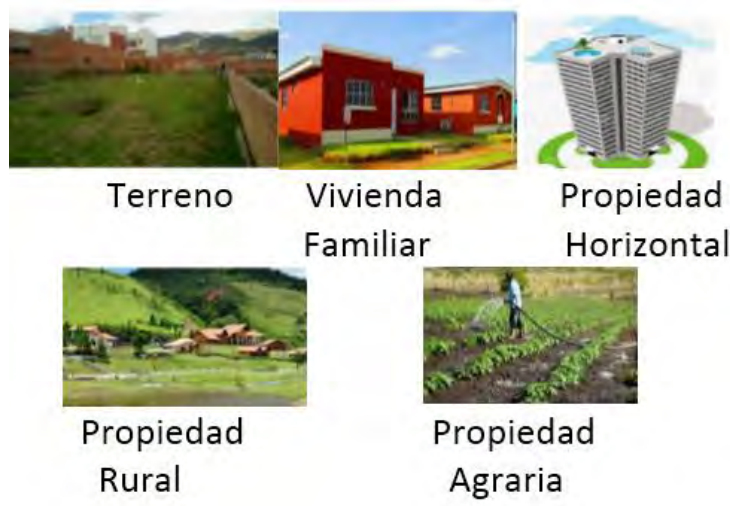 Terreno
Vivienda
Familiar
Propiedad
Horizontal
Propiedad
Rural
Propiedad
Agraria